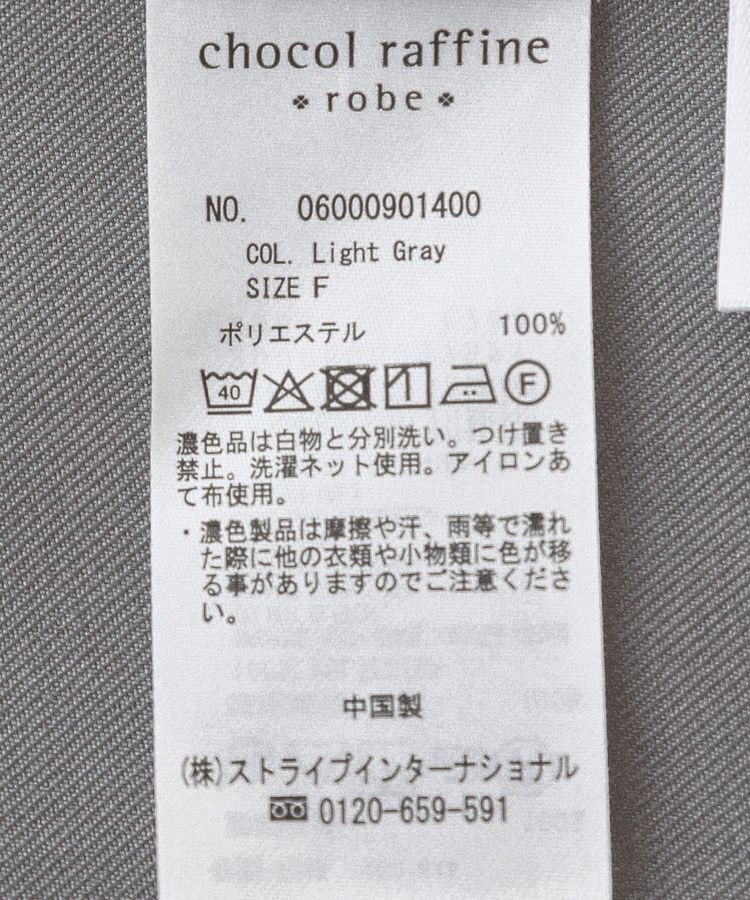 chocol raffine
robe
NO. 06000901400
COL. Light Gray
SIZE F
ポリエステル 100%
40 F
濃色品は白物と分別洗い。つけ置き
禁止。洗濯ネット使用。アイロンあ
て布使用。
・濃色製品は摩擦や汗、雨等で濡れ
た際に他の衣類や小物類に色が移
る事がありますのでご注意くださ
い。
中国製
(株)ストライプインターナショナル
0120-659-591